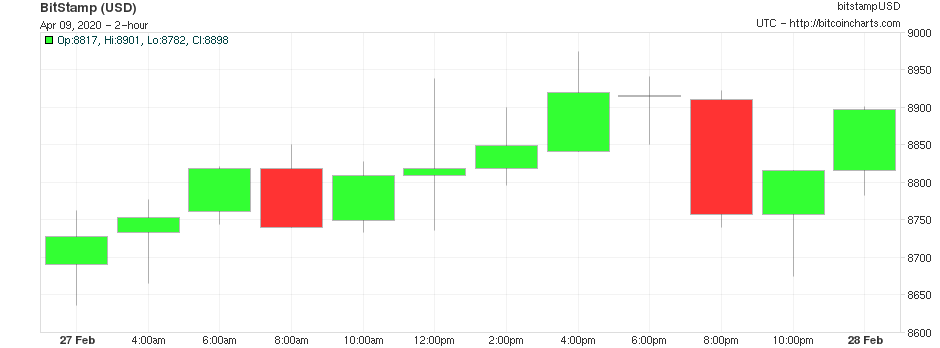 BitStamp (USD)
bitstampUSD
Apr 09, 2020 - 2-hour
UTC - http://bitcoincharts.com
Op:8817, Hi:8901, Lo:8782, Cl:8898
9000
8950
8900
8850
8800
8750
8700
8650
8600
27 Feb 4:00am 6:00am 8:00am 10:00am 12:00pm 2:00pm 4:00pm 6:00pm 8:00pm 10:00pm 28 Feb